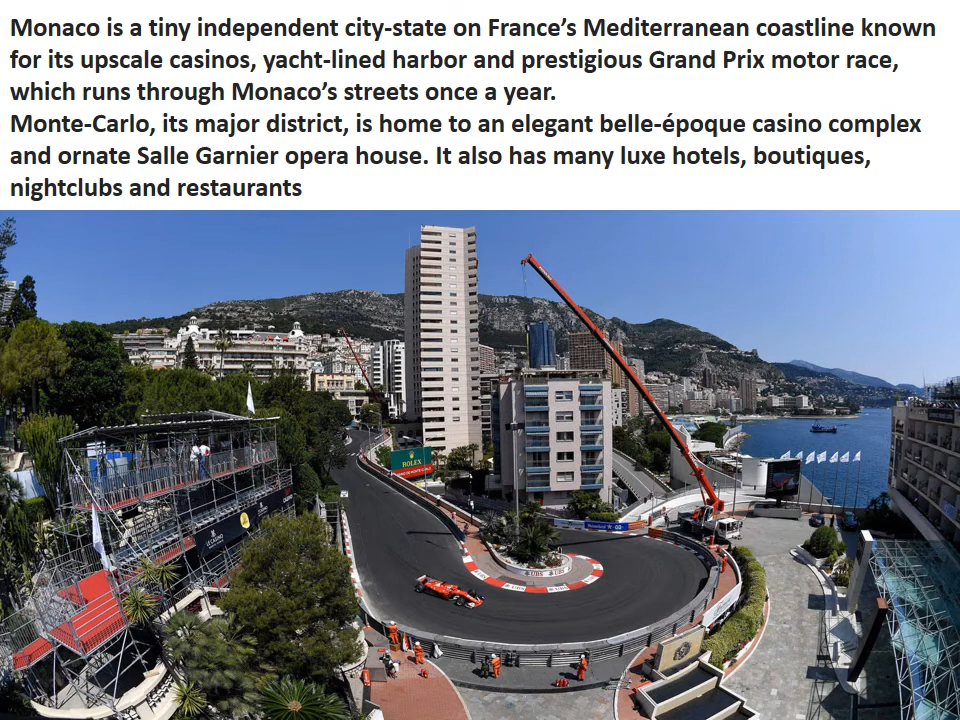 Monaco is a tiny independent city-state on France’s Mediterranean coastline known
for its upscale casinos, yacht-lined harbor and prestigious Grand Prix motor race,
which runs through Monaco’s streets once a year.
Monte-Carlo, its major district, is home to an elegant belle-époque casino complex
and ornate Salle Garnier opera house. It also has many luxe hotels, boutiques,
nightclubs and restaurants
ROLEX
UBS
UBS
UBS